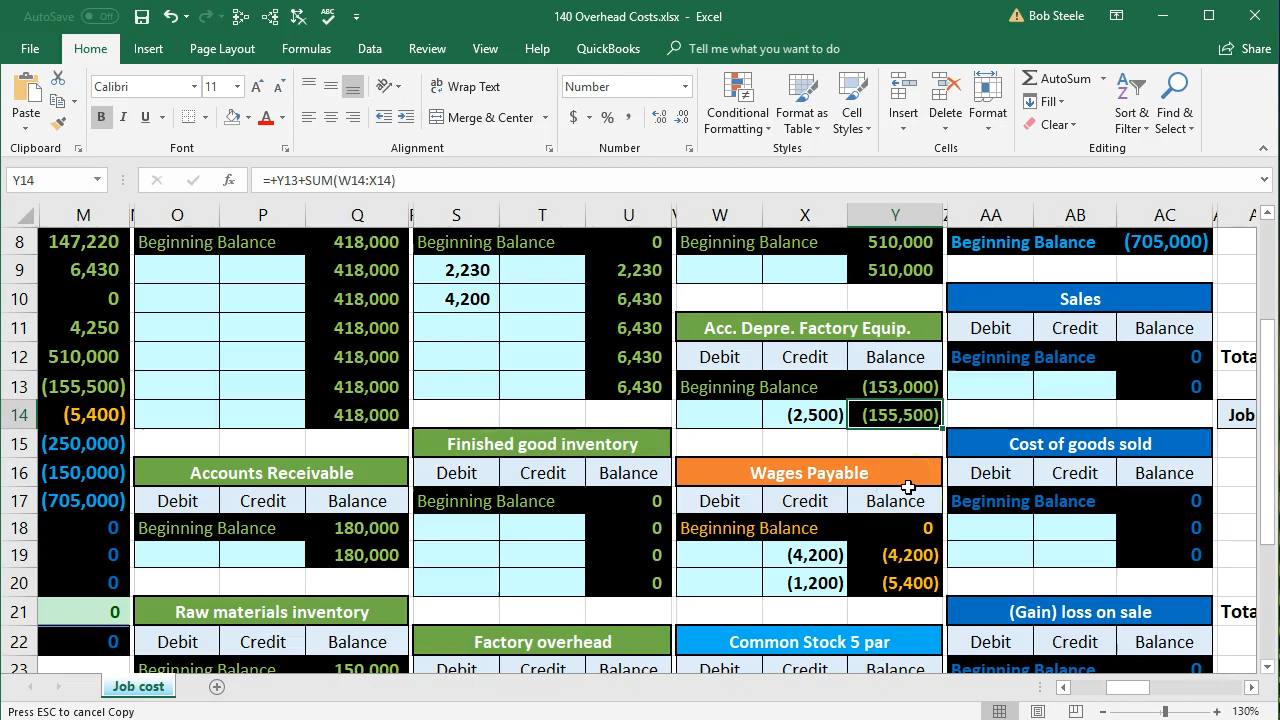 AutoSave Off 140 Overhead Costs.xlsx - Excel Bob Steele
File Home Insert Page Layout Formulas Data Review View Help QuickBooks Tell me what you want to do Share
Paste Calibri 11 Wrap Text Number Conditional Format as Cell Insert Delete Format AutoSum Sort & Find &
B I U A Merge & Center $ % , Formatting Table Styles Fill Filter Select
Clear
Clipboard Font Alignment Number Styles Cells Editing
Y14 fx =+Y13+SUM(W14:X14)
M N O P Q S T U W X Y Z AA AB AC
8 147,220 Beginning Balance 418,000 Beginning Balance 0 Beginning Balance 510,000 Beginning Balance (705,000)
9 6,430 418,000 2,230 2,230 510,000
10 0 418,000 4,200 6,430 Sales
11 4,250 418,000 6,430 Acc. Depre. Factory Equip. Debit Credit Balance
12 510,000 418,000 6,430 Debit Credit Balance Beginning Balance 0 Tota
13 (155,500) 418,000 6,430 Beginning Balance (153,000) 0
14 (5,400) 418,000 (2,500) (155,500) Job
15 (250,000) Finished good inventory Cost of goods sold
16 (150,000) Accounts Receivable Debit Credit Balance Wages Payable Debit Credit Balance
17 (705,000) Debit Credit Balance Beginning Balance 0 Debit Credit Balance Beginning Balance 0
18 0 Beginning Balance 180,000 0 Beginning Balance 0 0
19 0 180,000 0 (4,200) (4,200) 0
20 0 0 (1,200) (5,400)
21 0 Raw materials inventory (Gain) loss on sale Tota
22 0 Debit Credit Balance Factory overhead Common Stock 5 par Debit Credit Balance
23 Beginning Balance 150,000 Debit Credit Balance Debit Credit Balance Beginning Balance 0
Job cost
Press ESC to cancel Copy 130%